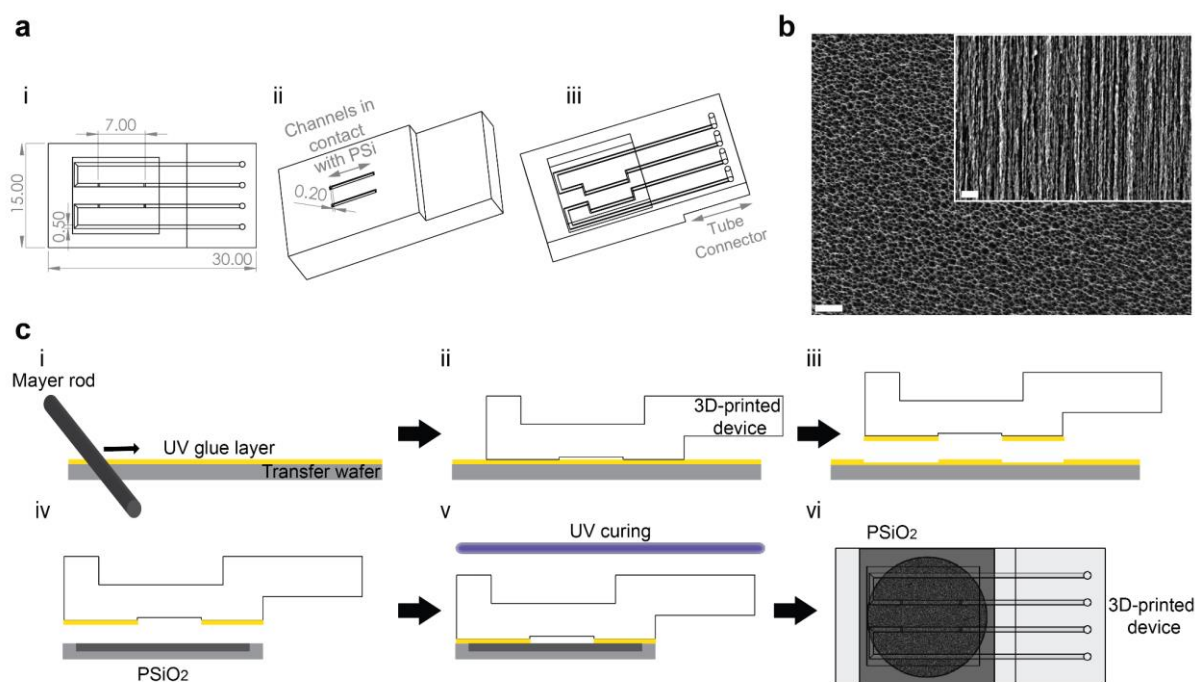 a
b
i
ii
iii
7.00
15.00
0.50
30.00
Channels in
contact
with PSi
0.20
Tube
Connector
c
i
ii
iii
Mayer rod
UV glue layer
Transfer wafer
3D-printed
device
iv
v
vi
PSiO2
UV curing
PSiO2
3D-printed
device